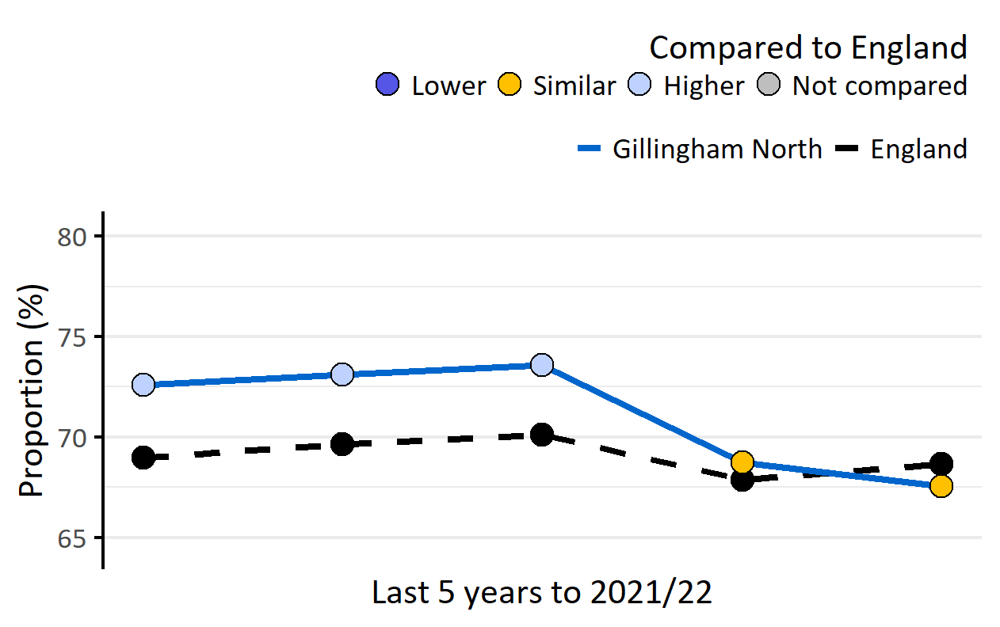 Compared to England
Lower Similar Higher Not compared
Gillingham North England
80
75
70
65
Proportion (%)
Last 5 years to 2021/22